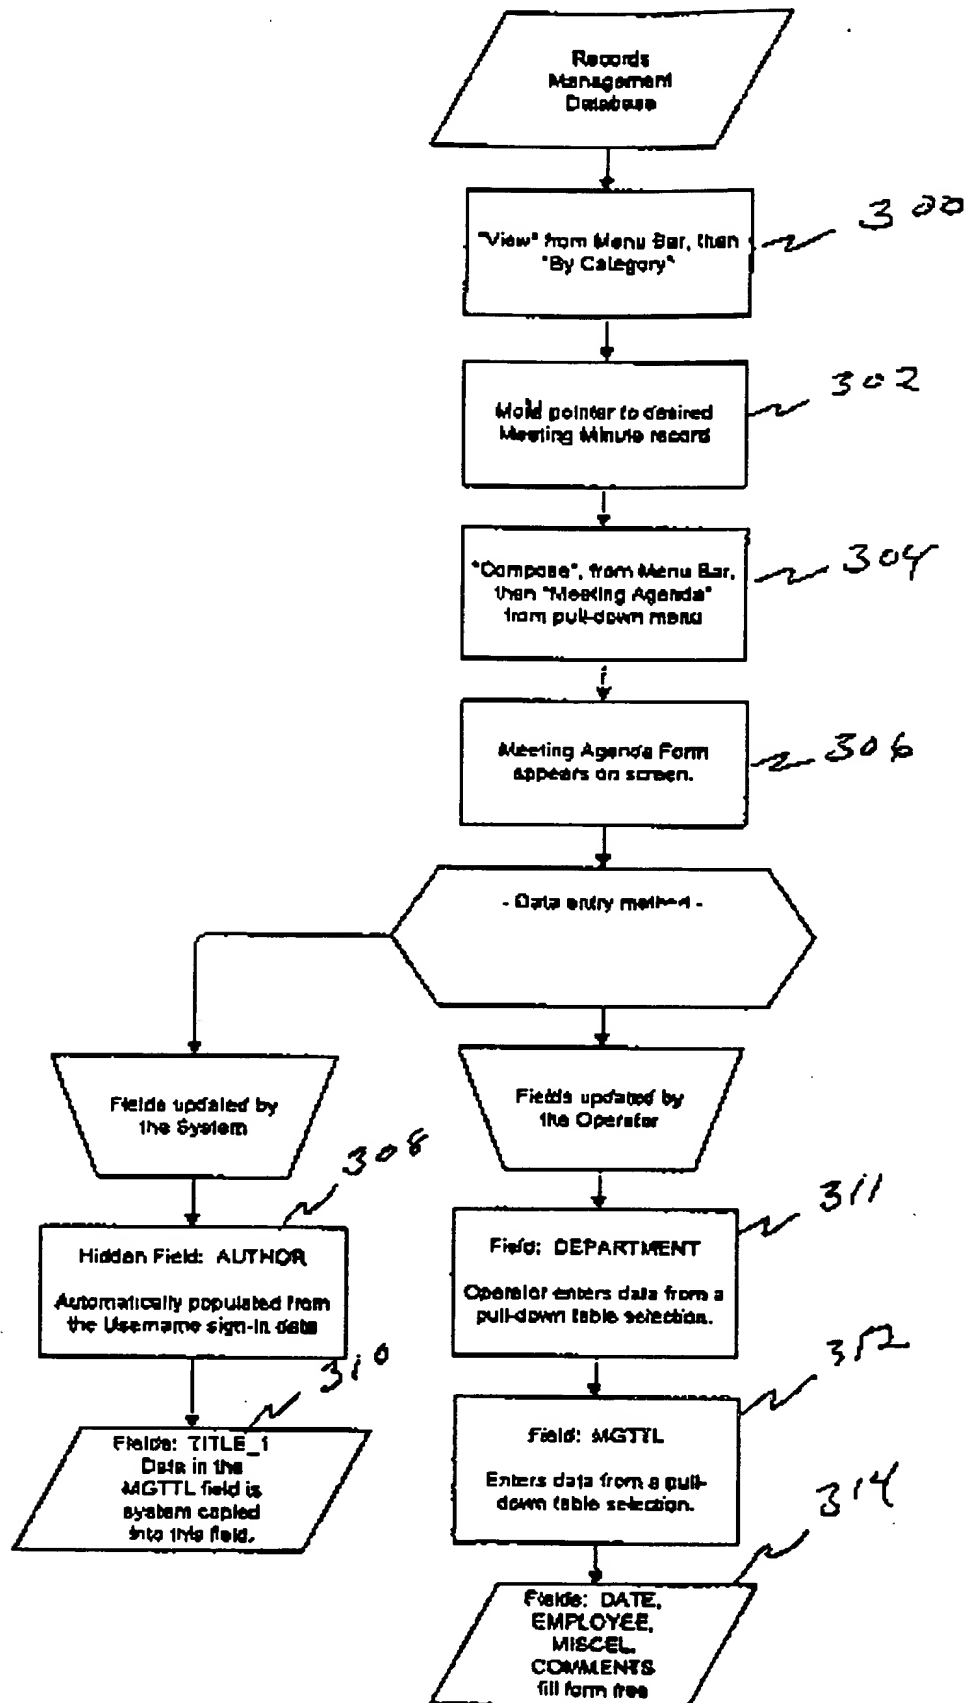 Records
Management
Database
"View" from Menu Bar, then
"By Category"
300
pointer to desired
Meeting Minute record
302
"Compose", from Menu Bar,
then "Meeting Agenda"
from pull-down menu
304
Meeting Agenda Form
appears on screen.
306
- Data entry method -
Fields updated by
the System
Fields updated by
the Operator
308
Hidden Field: AUTHOR
Automatically populated from
the Username sign-in data
311
Field: DEPARTMENT
Operator enters data from a
pull-down table selection.
310
Fields: TITLE_1
Data in the
MGTTL field is
system copied
into this field.
312
Field: MGTTL
Enters data from a pull-
down table selection.
314
Fields: DATE,
EMPLOYEE,
MISCEL.
COMMENTS
fill form free